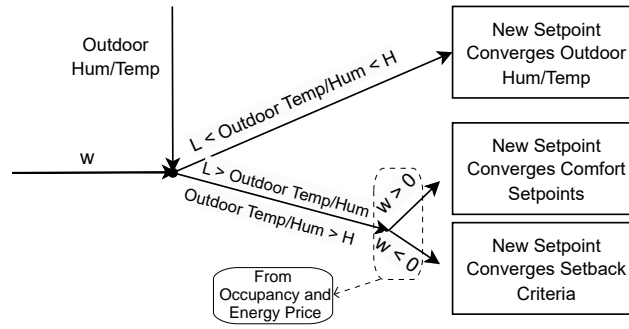 Outdoor
Hum/Temp
w
L < Outdoor Temp/Hum < H
L > Outdoor Temp/Hum
Outdoor Temp/Hum > H
w > 0
w < 0
From
Occupancy and
Energy Price
New Setpoint
Converges Outdoor
Hum/Temp
New Setpoint
Converges Comfort
Setpoints
New Setpoint
Converges Setback
Criteria